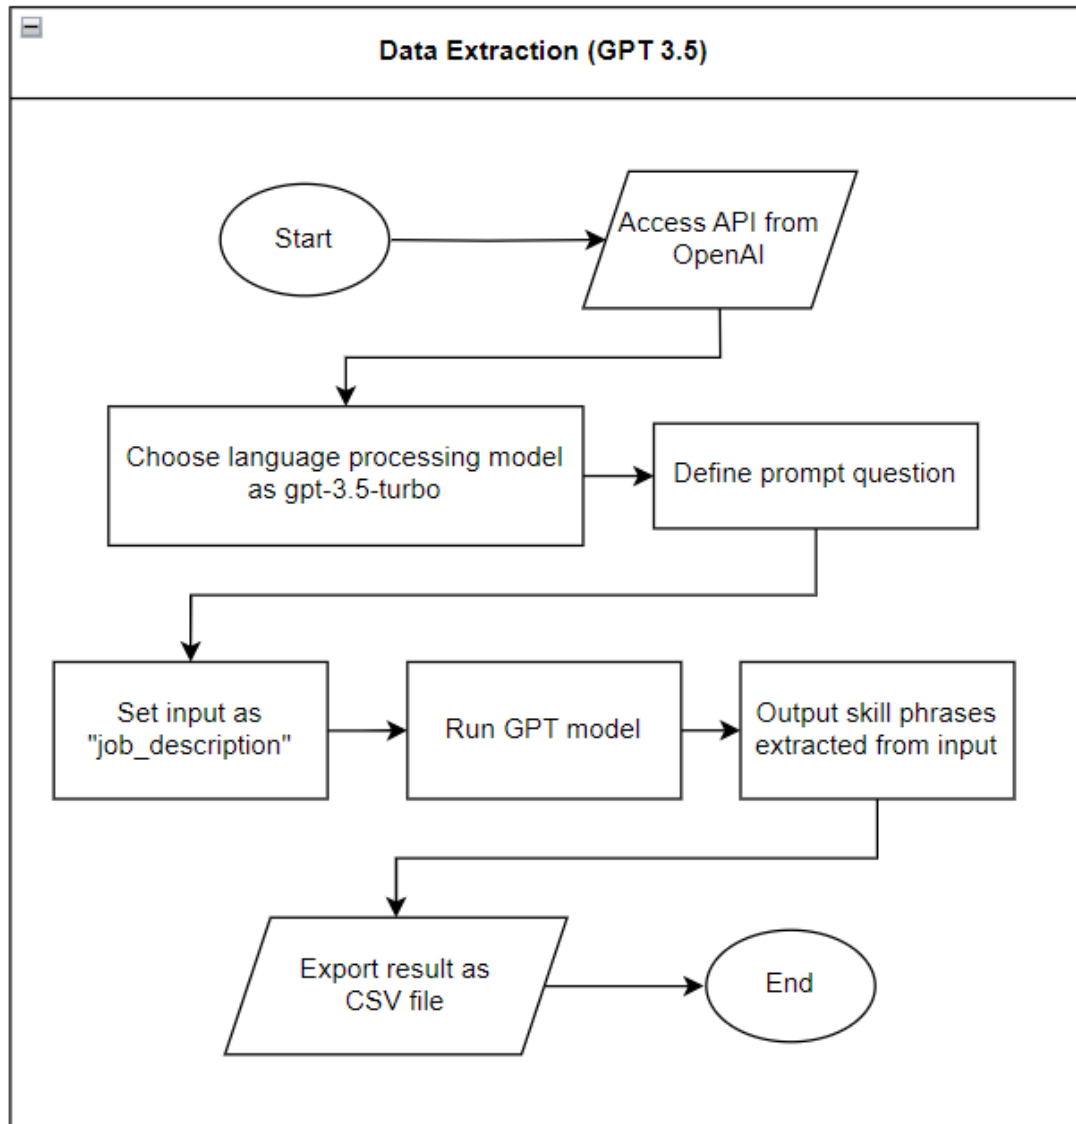 Data Extraction (GPT 3.5)
Start
Access API from
OpenAI
Choose language processing model
as gpt-3.5-turbo
Define prompt question
Set input as
"job_description"
Run GPT model
Output skill phrases
extracted from input
Export result as
CSV file
End